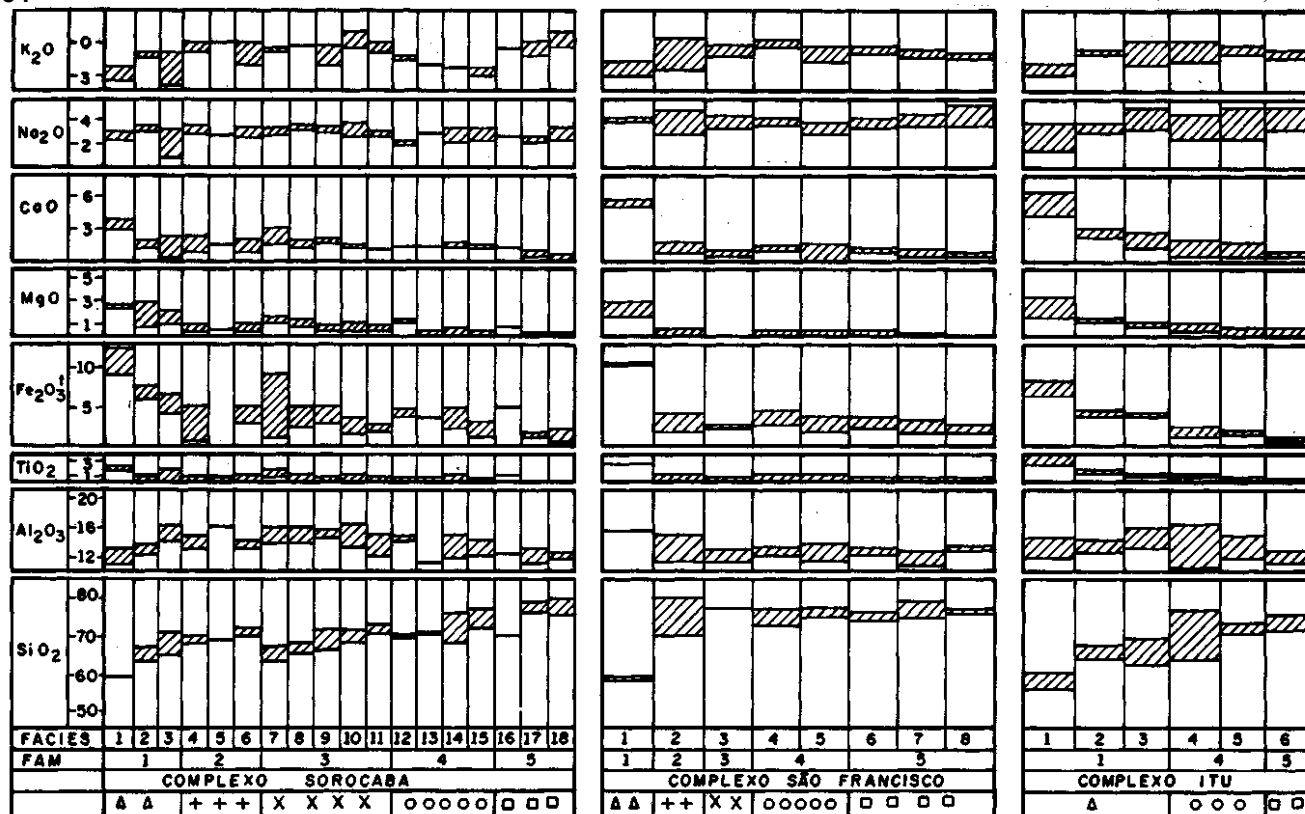 K2O 0 3
Na2O 4 2
CaO 6 3
MgO 5 3 1
Fe2O3t 10 5
TiO2 3 1
Al2O3 20 16 12
SiO2 80 70 60 50
FACIES 1 2 3 4 5 6 7 8 9 10 11 12 13 14 15 16 17 18 1 2 3 4 5 6 7 8 1 2 3 4 5 6
FAM 1 2 3 4 5 1 2 3 4 5 1 4 5
COMPLEXO SOROCABA COMPLEXO SÃO FRANCISCO COMPLEXO ITU